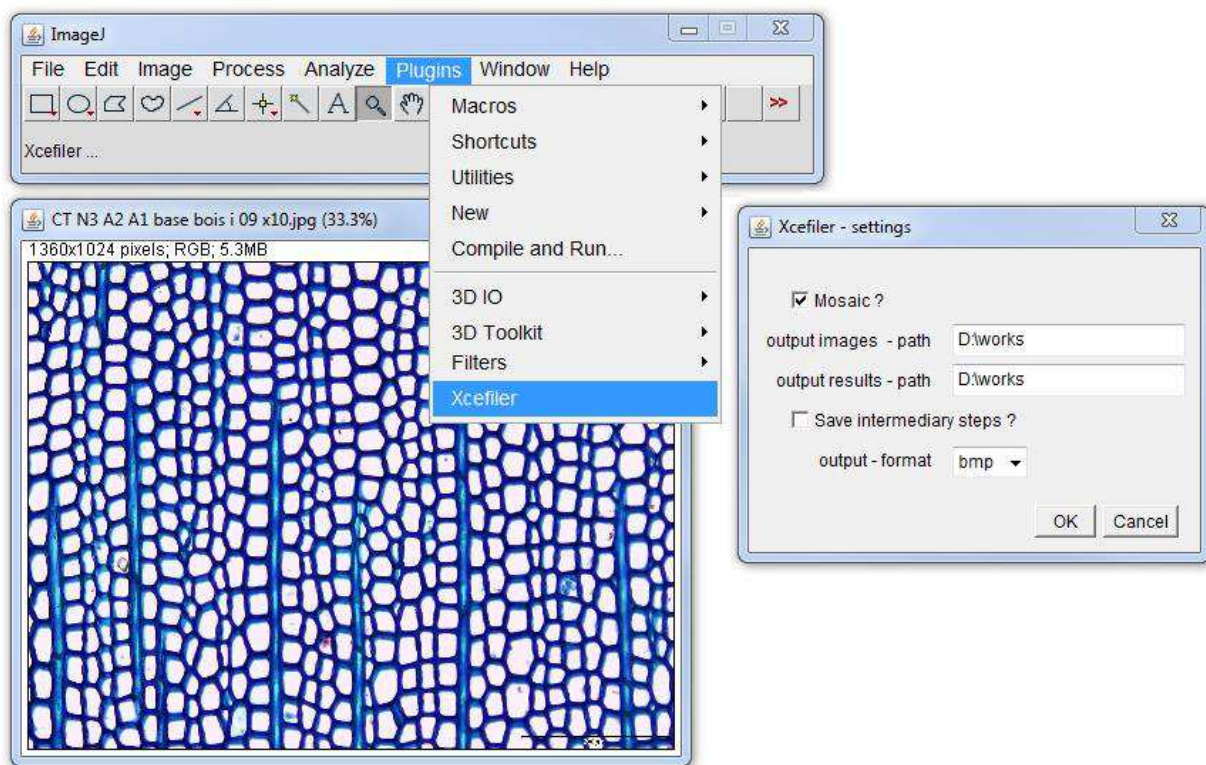 ImageJ
File Edit Image Process Analyze Plugins Window Help
Xcefiler ...
Macros
Shortcuts
Utilities
New
Compile and Run...
3D IO
3D Toolkit
Filters
Xcefiler
CT N3 A2 A1 base bois i 09 x10.jpg (33.3%)
1360x1024 pixels; RGB; 5.3MB
Xcefiler - settings
Mosaic ?
output images - path D:\works
output results - path D:\works
Save intermediary steps ?
output - format bmp
OK Cancel